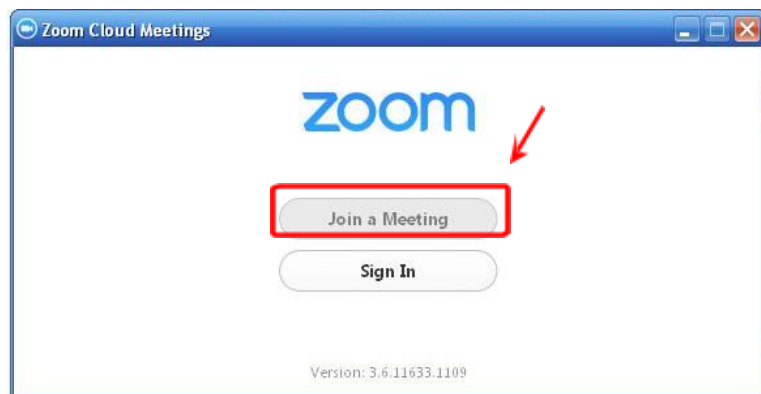 Zoom Cloud Meetings
zoom
Join a Meeting
Sign In
Version: 3.6.11633.1109